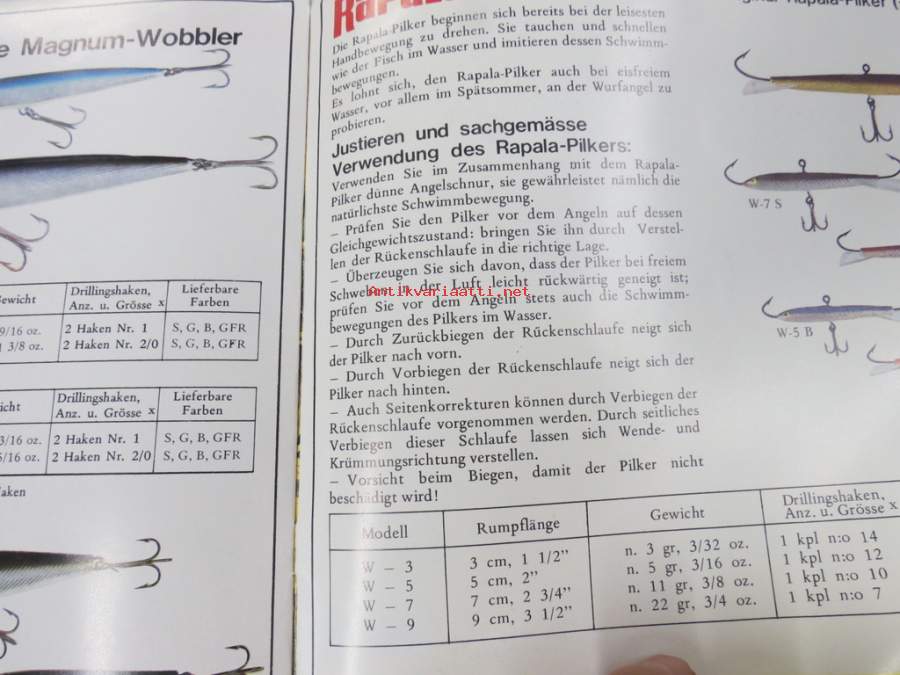 Magnum-Wobbler
Gewicht
Drillingshaken,
Anz. u. Grösse x
Lieferbare
Farben
9/16 oz.
2 Haken Nr. 1
S, G, B, GFR
3/8 oz.
2 Haken Nr. 2/0
S, G, B, GFR
Drillingshaken,
Anz. u. Grösse x
Lieferbare
Farben
3/16 oz.
2 Haken Nr. 1
S, G, B, GFR
/16 oz.
2 Haken Nr. 2/0
S, G, B, GFR
Die Rapala-Pilker beginnen sich bereits bei der leisesten
Handbewegung zu drehen. Sie tauchen und schnellen
wie der Fisch im Wasser und imitieren dessen Schwimm-
bewegungen.
Es lohnt sich, den Rapala-Pilker auch bei eisfreiem
Wasser, vor allem im Spätsommer, an der Wurfangel zu
probieren.
Justieren und sachgemässe
Verwendung des Rapala-Pilkers:
Verwenden Sie im Zusammenhang mit dem Rapala-
Pilker dünne Angelschnur, sie gewährleistet nämlich die
natürlichste Schwimmbewegung.
– Prüfen Sie den Pilker vor dem Angeln auf dessen
Gleichgewichtszustand: bringen Sie ihn durch Verstel-
len der Rückenschlaufe in die richtige Lage.
– Überzeugen Sie sich davon, dass der Pilker bei freiem
Schweben in der Luft leicht rückwärtig geneigt ist;
prüfen Sie vor dem Angeln stets auch die Schwimm-
bewegungen des Pilkers im Wasser.
– Durch Zurückbiegen der Rückenschlaufe neigt sich
der Pilker nach vorn.
– Durch Vorbiegen der Rückenschlaufe neigt sich der
Pilker nach hinten.
– Auch Seitenkorrekturen können durch Verbiegen der
Rückenschlaufe vorgenommen werden. Durch seitliches
Verbiegen dieser Schlaufe lassen sich Wende- und
Krümmungsrichtung verstellen.
– Vorsicht beim Biegen, damit der Pilker nicht
beschädigt wird!
Antikvariaatti.net
W-7 S
W-5 B
Modell
Rumpflänge
Gewicht
Drillingshaken,
Anz. u. Grösse x
W – 3
3 cm, 1 1/2”
n. 3 gr, 3/32 oz.
1 kpl n:o 14
W – 5
5 cm, 2”
n. 5 gr, 3/16 oz.
1 kpl n:o 12
W – 7
7 cm, 2 3/4”
n. 11 gr, 3/8 oz.
1 kpl n:o 10
W – 9
9 cm, 3 1/2”
n. 22 gr, 3/4 oz.
1 kpl n:o 7